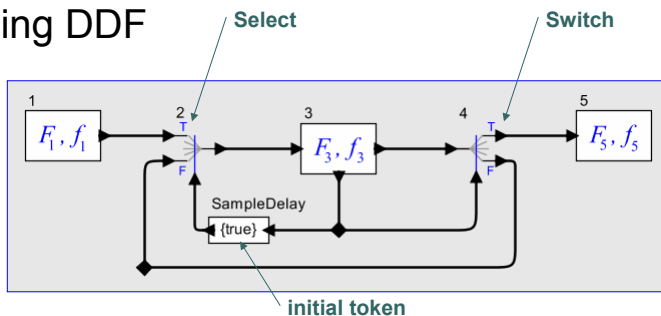 ing DDF
Select
Switch
1
2
3
4
5
F₁, f₁
T
F
F₃, f₃
T
F
F₅, f₅
SampleDelay
{true}
initial token